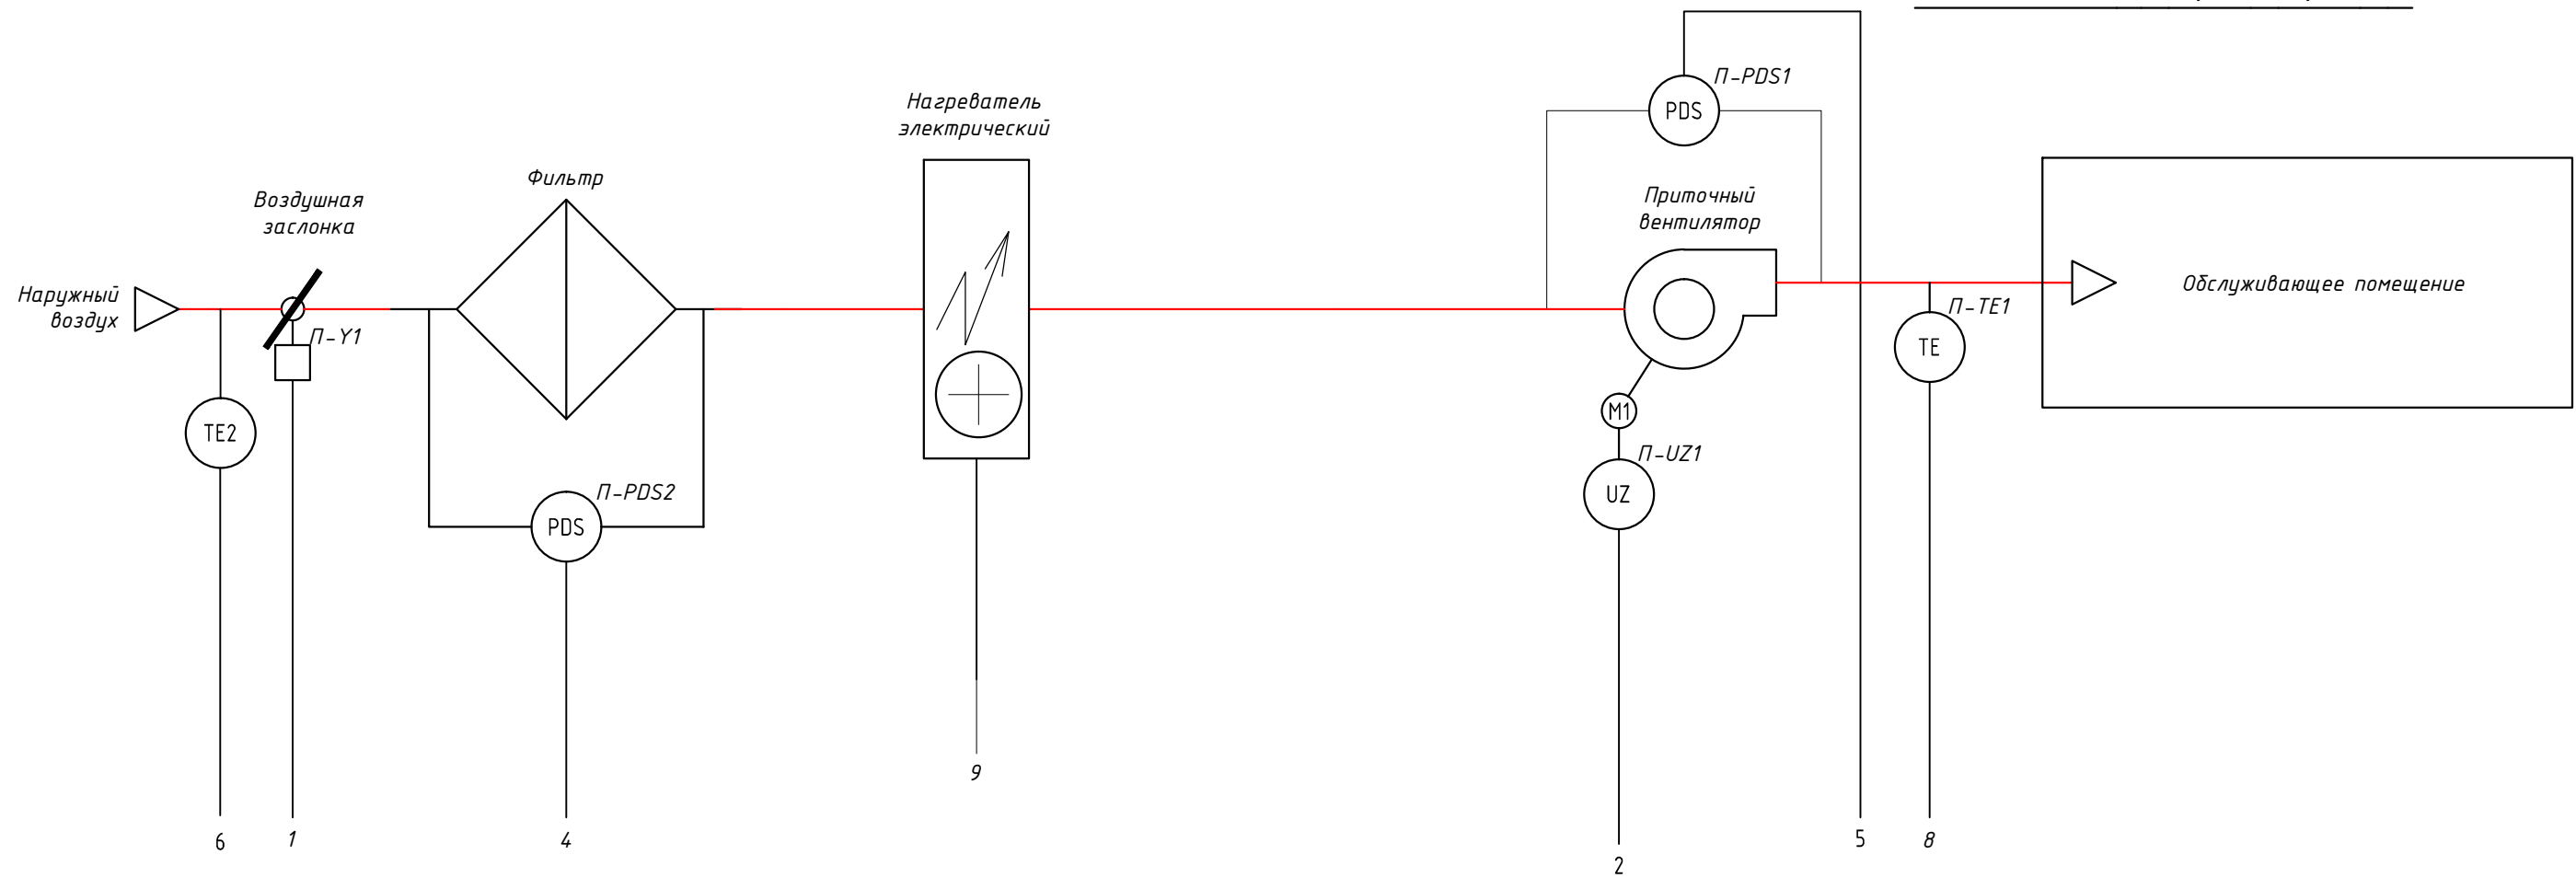 П-PDS1
PDS
Нагреватель
электрический
Фильтр
Воздушная
заслонка
Приточный
вентилятор
Наружный
воздух
Обслуживающее помещение
П-Y1
П-TE1
TE
TE2
M1
П-UZ1
UZ
П-PDS2
PDS
9
6
1
4
2
5
8